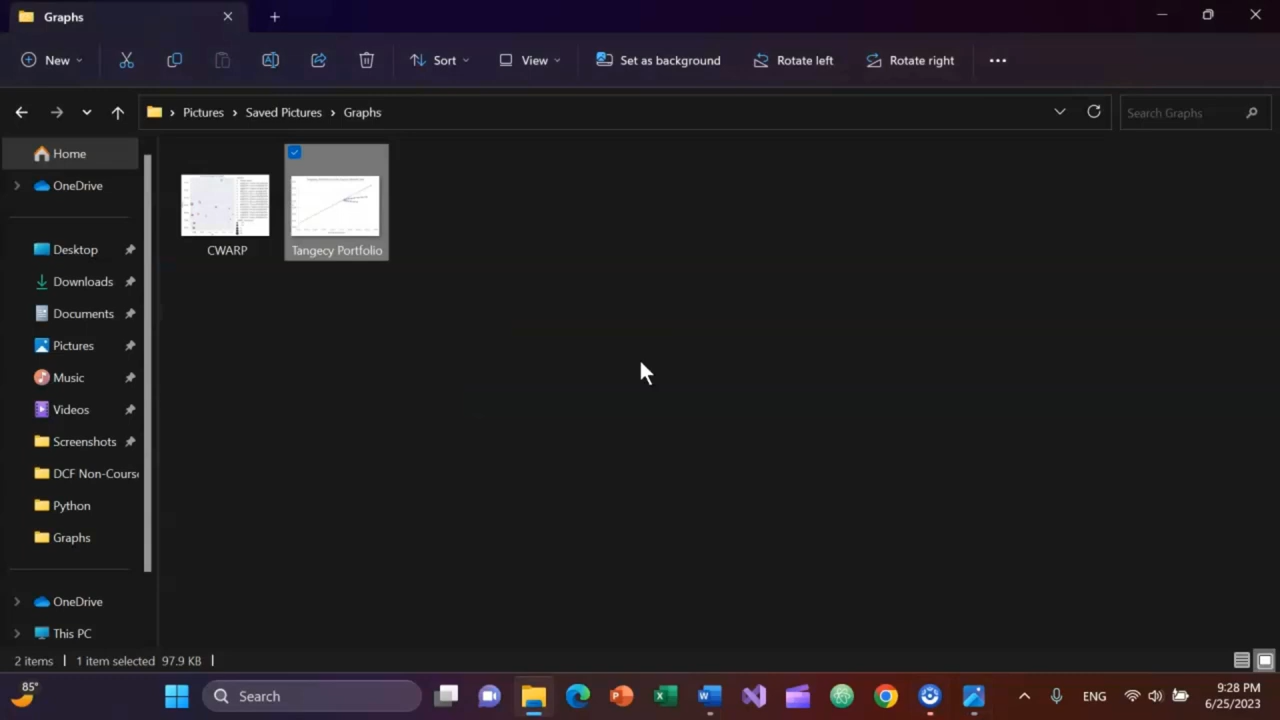 Graphs
New
Sort
View
Set as background
Rotate left
Rotate right
Pictures
Saved Pictures
Graphs
Search Graphs
Home
OneDrive
Desktop
Downloads
Documents
Pictures
Music
Videos
Screenshots
DCF Non-Course
Python
Graphs
OneDrive
This PC
CWARP
Tangecy Portfolio
2 items
1 item selected 97.9 KB
85°
Search
ENG
9:28 PM
6/25/2023